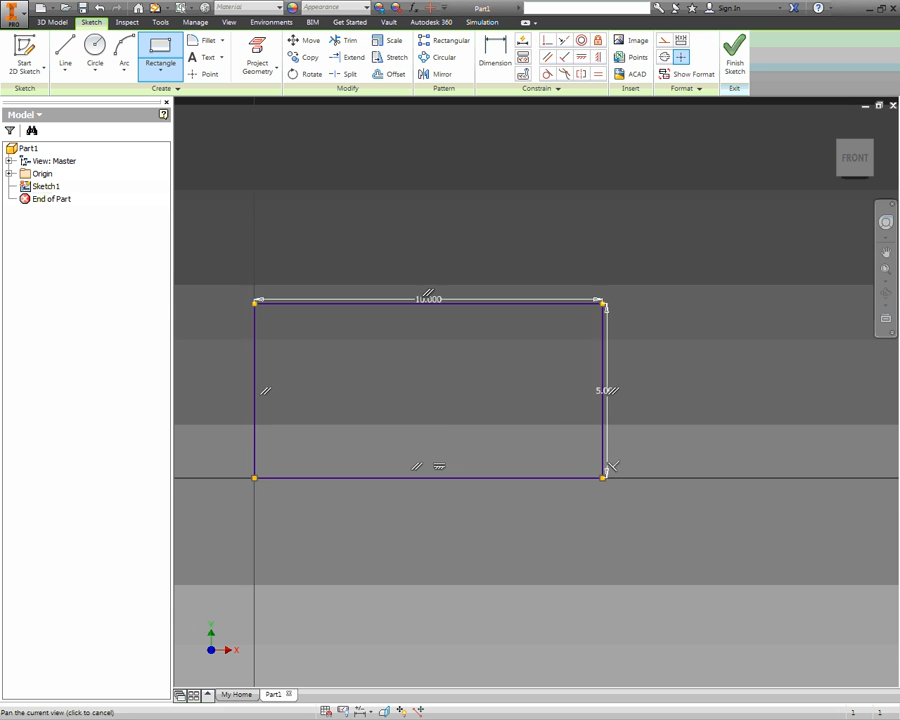 Material
Appearance
Part1
Sign In
PRO
3D Model
Sketch
Inspect
Tools
Manage
View
Environments
BIM
Get Started
Vault
Autodesk 360
Simulation
Start
2D Sketch
Line
Circle
Arc
Rectangle
Fillet
Text
Point
Project
Geometry
Move
Copy
Rotate
Trim
Extend
Split
Scale
Stretch
Offset
Rectangular
Circular
Mirror
Dimension
Image
Points
ACAD
Show Format
Finish
Sketch
Sketch
Create
Modify
Pattern
Constrain
Insert
Format
Exit
Model
Part1
View: Master
Origin
Sketch1
End of Part
FRONT
10.000
Y
X
My Home
Part1
Pan the current view (click to cancel)
1
1